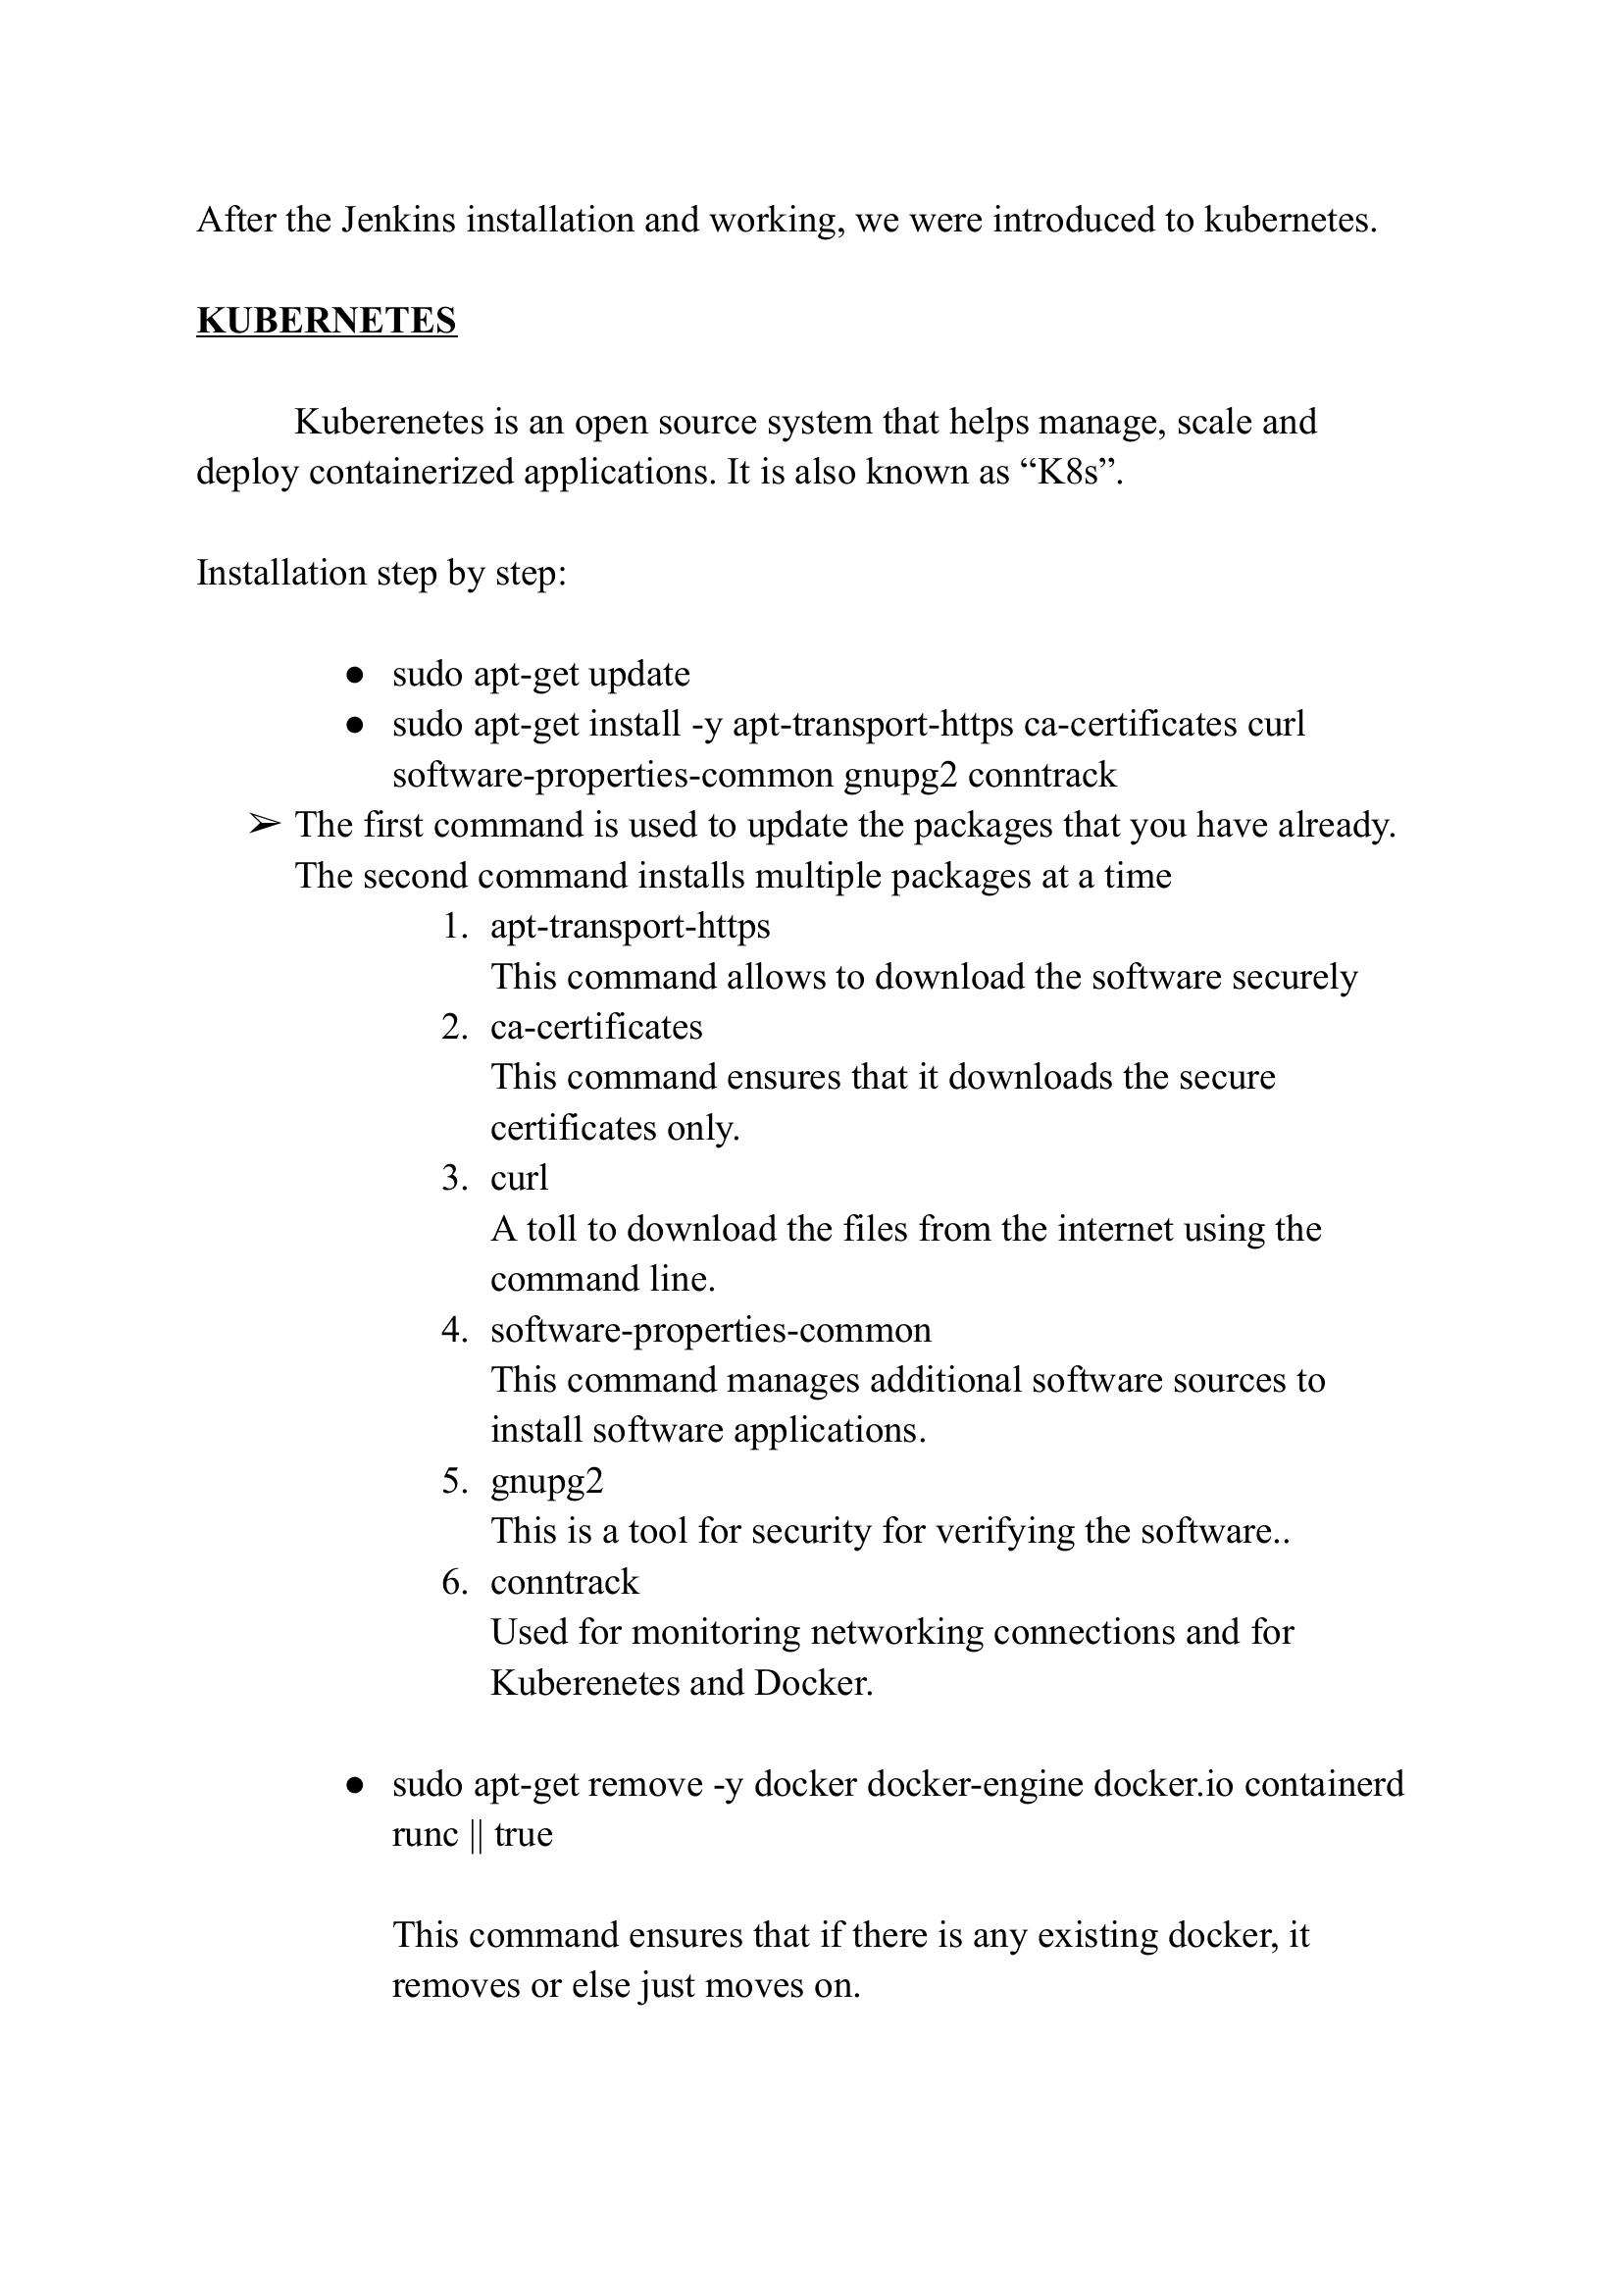 After the Jenkins installation and working, we were introduced to kubernetes.
KUBERNETES
Kuberenetes is an open source system that helps manage, scale and
deploy containerized applications. It is also known as “K8s”.
Installation step by step:
● sudo apt-get update
● sudo apt-get install -y apt-transport-https ca-certificates curl
software-properties-common gnupg2 conntrack
➢ The first command is used to update the packages that you have already.
The second command installs multiple packages at a time
1. apt-transport-https
This command allows to download the software securely
2. ca-certificates
This command ensures that it downloads the secure
certificates only.
3. curl
A toll to download the files from the internet using the
command line.
4. software-properties-common
This command manages additional software sources to
install software applications.
5. gnupg2
This is a tool for security for verifying the software..
6. conntrack
Used for monitoring networking connections and for
Kuberenetes and Docker.
● sudo apt-get remove -y docker docker-engine docker.io containerd
runc || true
This command ensures that if there is any existing docker, it
removes or else just moves on.